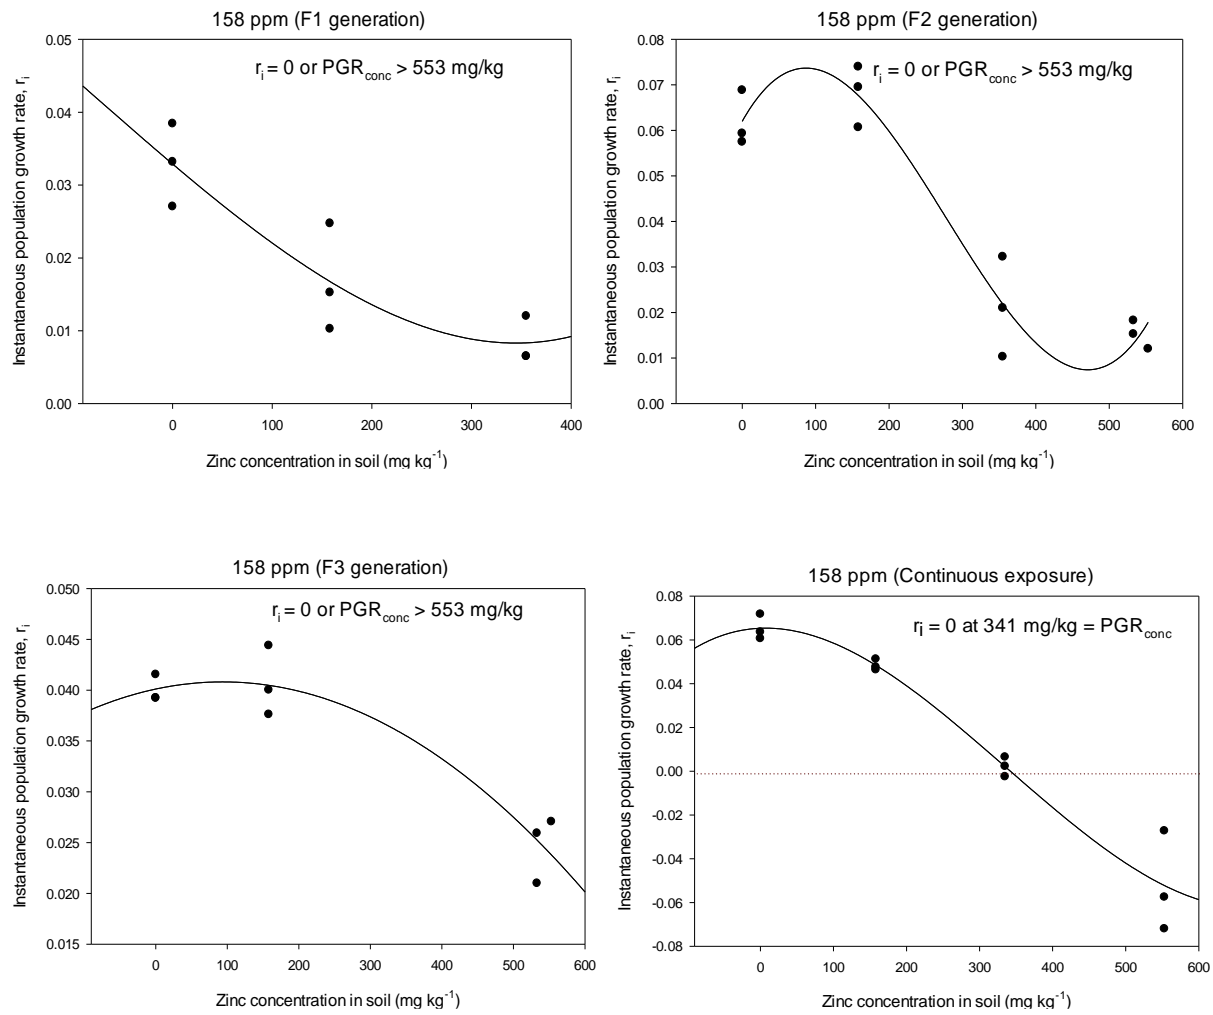 158 ppm (F1 generation)
r_i = 0 or PGR_conc > 553 mg/kg
Instantaneous population growth rate, r_i
0.05
0.04
0.03
0.02
0.01
0.00
0 100 200 300 400
Zinc concentration in soil (mg kg⁻¹)
158 ppm (F2 generation)
r_i = 0 or PGR_conc > 553 mg/kg
Instantaneous population growth rate, r_i
0.08
0.07
0.06
0.05
0.04
0.03
0.02
0.01
0.00
0 100 200 300 400 500 600
Zinc concentration in soil (mg kg⁻¹)
158 ppm (F3 generation)
r_i = 0 or PGR_conc > 553 mg/kg
Instantaneous population growth rate, r_i
0.050
0.045
0.040
0.035
0.030
0.025
0.020
0.015
0 100 200 300 400 500 600
Zinc concentration in soil (mg kg⁻¹)
158 ppm (Continuous exposure)
r_i = 0 at 341 mg/kg = PGR_conc
Instantaneous population growth rate, r_i
0.08
0.06
0.04
0.02
0.00
-0.02
-0.04
-0.06
-0.08
0 100 200 300 400 500 600
Zinc concentration in soil (mg kg⁻¹)